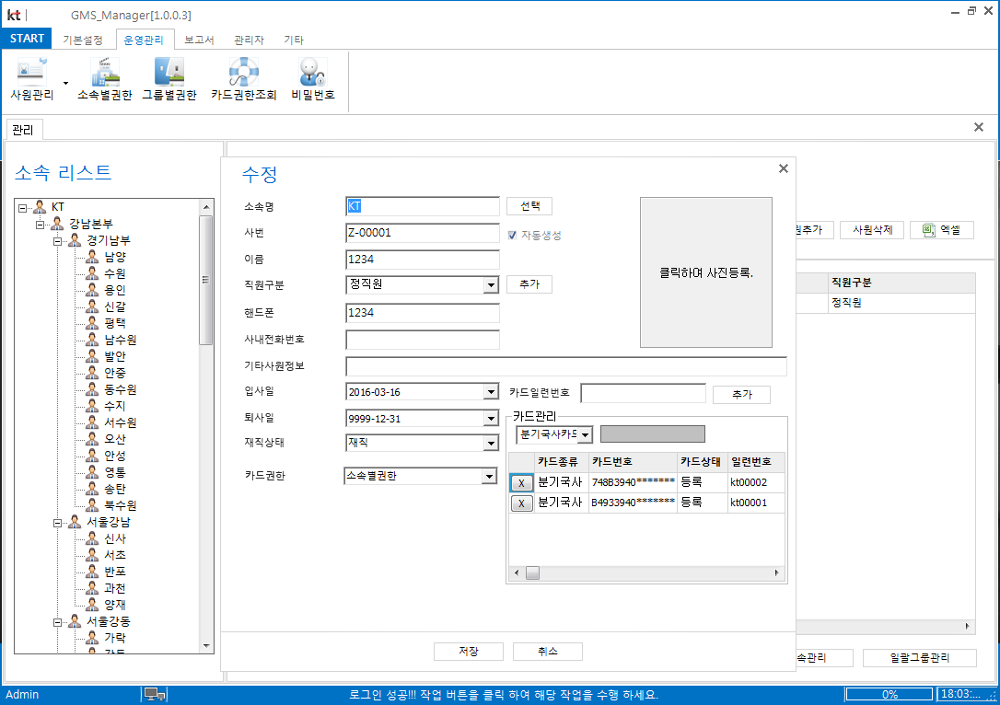 kt GMS_Manager[1.0.0.3]
START 기본설정 운영관리 보고서 관리자 기타
사원관리 소속별권한 그룹별권한 카드권한조회 비밀번호
관리
소속 리스트
KT
강남본부
경기남부
남양
수원
용인
신갈
평택
남수원
발안
안중
동수원
수지
서수원
오산
안성
영통
송탄
북수원
서울강남
신사
서초
반포
과천
양재
서울강동
가락
수정
소속명 KT 선택
사번 Z-00001 자동생성
이름 1234
직원구분 정직원 추가
핸드폰 1234
사내전화번호
기타사원정보
입사일 2016-03-16 카드일련번호 추가
퇴사일 9999-12-31
재직상태 재직
카드권한 소속별권한
클릭하여 사진등록.
카드관리
분기국사카드
카드종류 카드번호 카드상태 일련번호
X 분기국사 748B3940******* 등록 kt00002
X 분기국사 B4933940******* 등록 kt00001
저장 취소
원추가 사원삭제 엑셀
직원구분
정직원
속관리 일괄그룹관리
Admin 로그인 성공!!! 작업 버튼을 클릭 하여 해당 작업을 수행 하세요. 0% 18:03:...